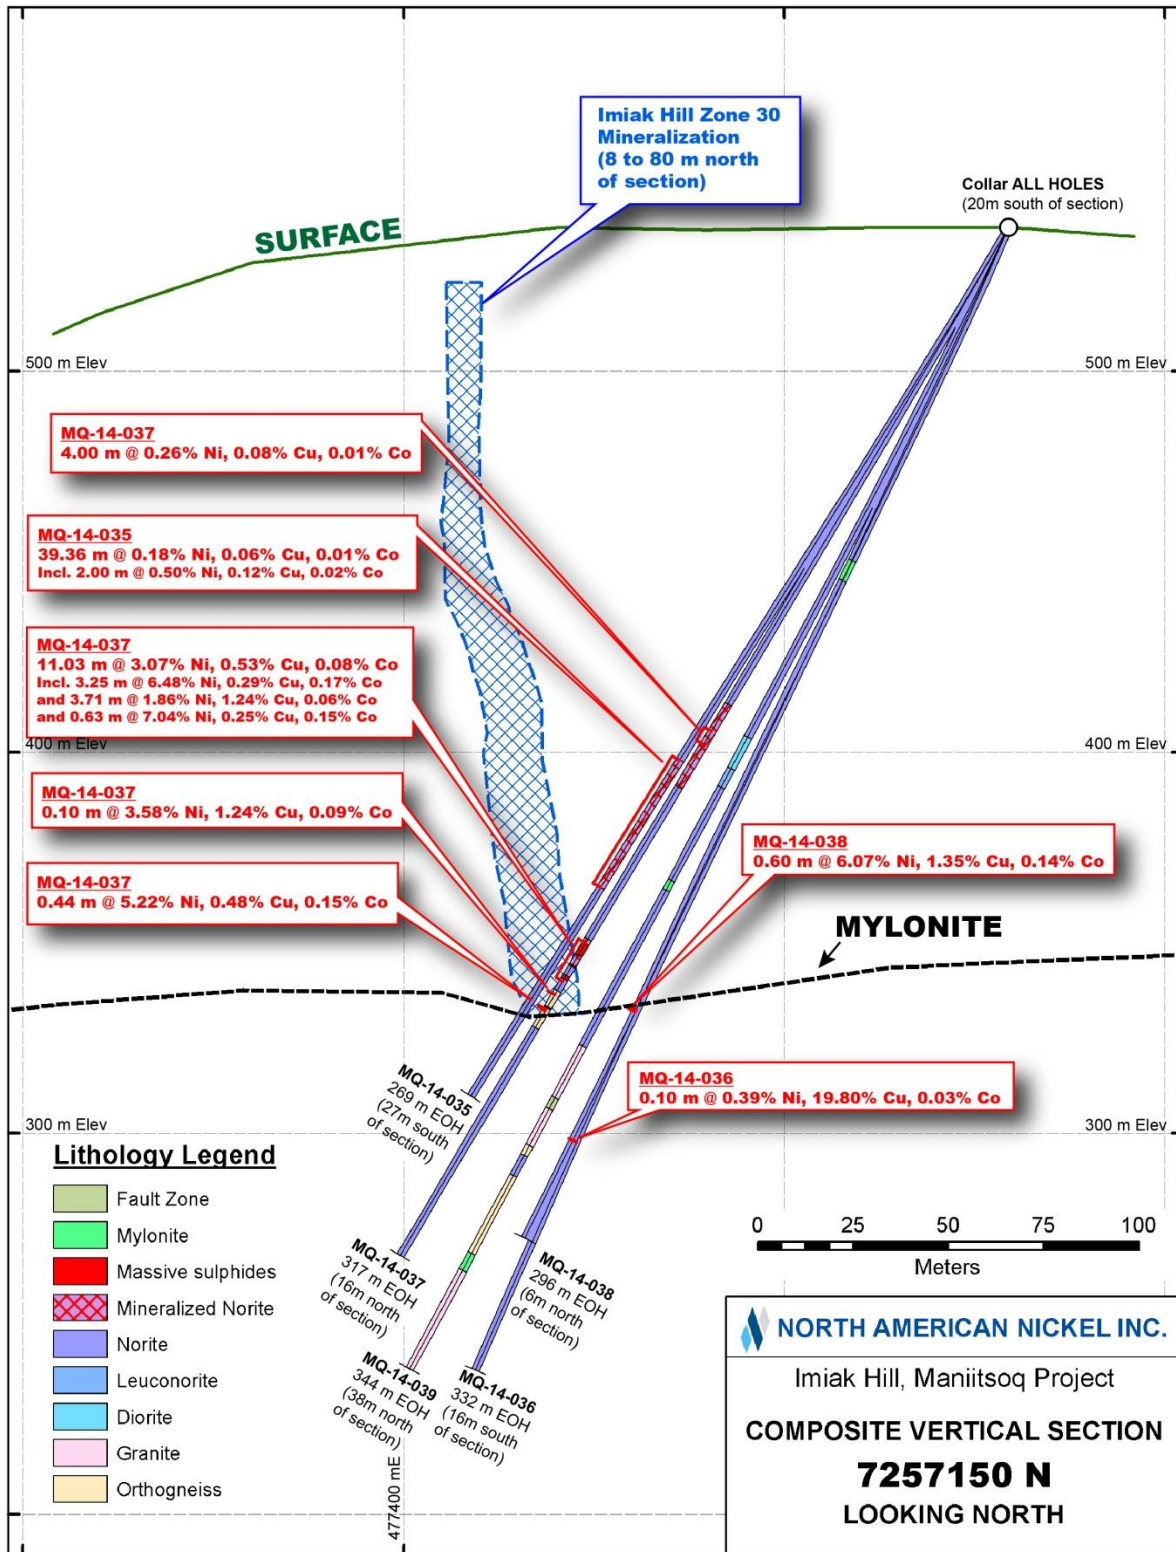 Imiak Hill Zone 30
Mineralization
(8 to 80 m north
of section)
Collar ALL HOLES
(20m south of section)
SURFACE
500 m Elev
500 m Elev
MQ-14-037
4.00 m @ 0.26% Ni, 0.08% Cu, 0.01% Co
MQ-14-035
39.36 m @ 0.18% Ni, 0.06% Cu, 0.01% Co
Incl. 2.00 m @ 0.50% Ni, 0.12% Cu, 0.02% Co
MQ-14-037
11.03 m @ 3.07% Ni, 0.53% Cu, 0.08% Co
Incl. 3.25 m @ 6.48% Ni, 0.29% Cu, 0.17% Co
and 3.71 m @ 1.86% Ni, 1.24% Cu, 0.06% Co
and 0.63 m @ 7.04% Ni, 0.25% Cu, 0.15% Co
400 m Elev
400 m Elev
MQ-14-037
0.10 m @ 3.58% Ni, 1.24% Cu, 0.09% Co
MQ-14-038
0.60 m @ 6.07% Ni, 1.35% Cu, 0.14% Co
MQ-14-037
0.44 m @ 5.22% Ni, 0.48% Cu, 0.15% Co
MYLONITE
MQ-14-035
269 m EOH
(27m south
of section)
MQ-14-036
0.10 m @ 0.39% Ni, 19.80% Cu, 0.03% Co
300 m Elev
300 m Elev
Lithology Legend
Fault Zone
Mylonite
Massive sulphides
Mineralized Norite
Norite
Leuconorite
Diorite
Granite
Orthogneiss
MQ-14-037
317 m EOH
(16m north
of section)
MQ-14-039
344 m EOH
(38m north
of section)
MQ-14-038
296 m EOH
(6m north
of section)
MQ-14-036
332 m EOH
(16m south
of section)
477400 mE
0 25 50 75 100
Meters
NORTH AMERICAN NICKEL INC.
Imiak Hill, Maniitsoq Project
COMPOSITE VERTICAL SECTION
7257150 N
LOOKING NORTH